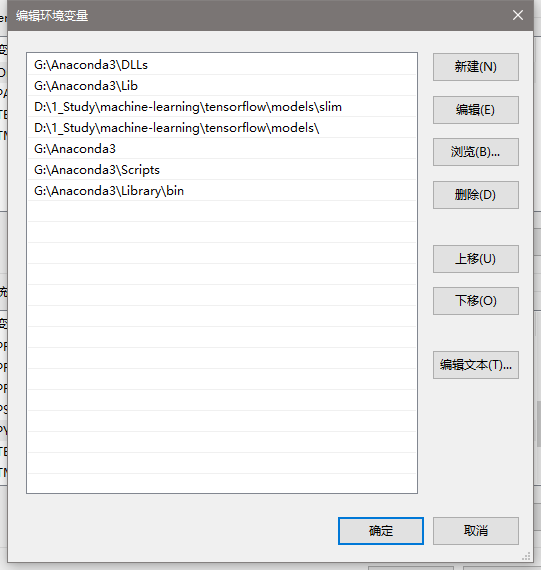 编辑环境变量
G:\Anaconda3\DLLs
G:\Anaconda3\Lib
D:\1_Study\machine-learning\tensorflow\models\slim
D:\1_Study\machine-learning\tensorflow\models\
G:\Anaconda3
G:\Anaconda3\Scripts
G:\Anaconda3\Library\bin
新建(N)
编辑(E)
浏览(B)...
删除(D)
上移(U)
下移(O)
编辑文本(T)...
确定
取消